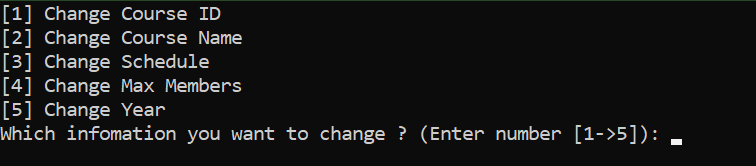 [1] Change Course ID
[2] Change Course Name
[3] Change Schedule
[4] Change Max Members
[5] Change Year
Which infomation you want to change ? (Enter number [1->5]):